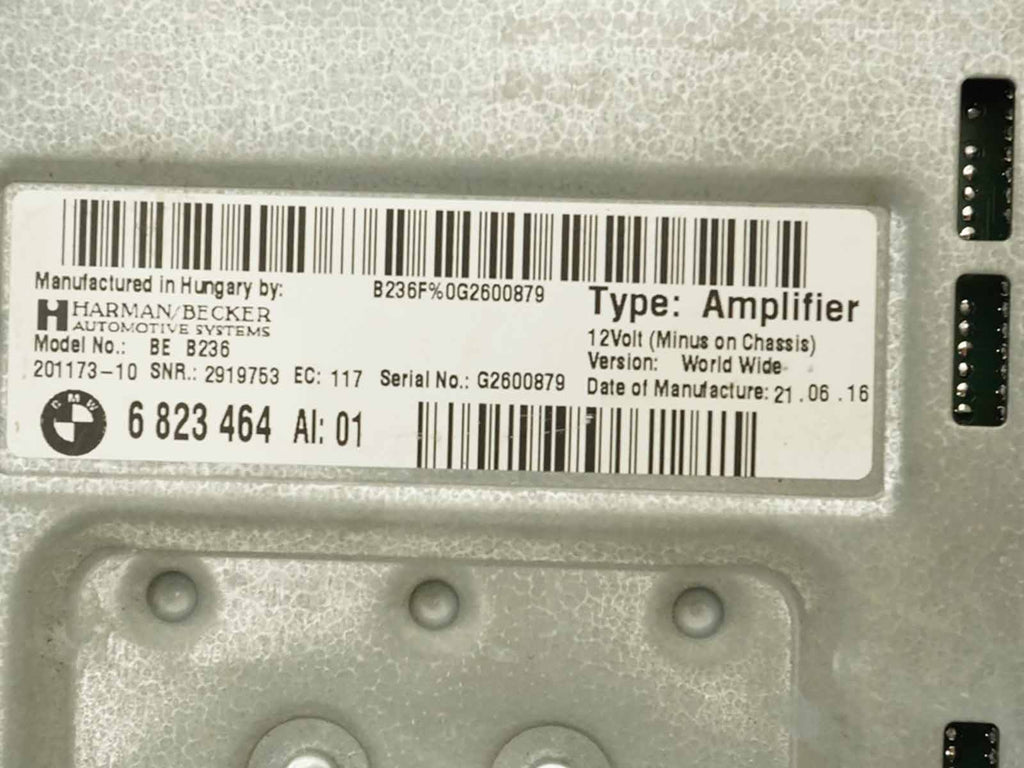 B236F%0G2600879
Manufactured in Hungary by:
HARMAN/BECKER
AUTOMOTIVE SYSTEMS
Type: Amplifier
12Volt (Minus on Chassis)
Model No.: BE B236
Version: World Wide
201173-10 SNR.: 2919753 EC: 117 Serial No.: G2600879
Date of Manufacture: 21.06.16
BMW
6 823 464 AI: 01